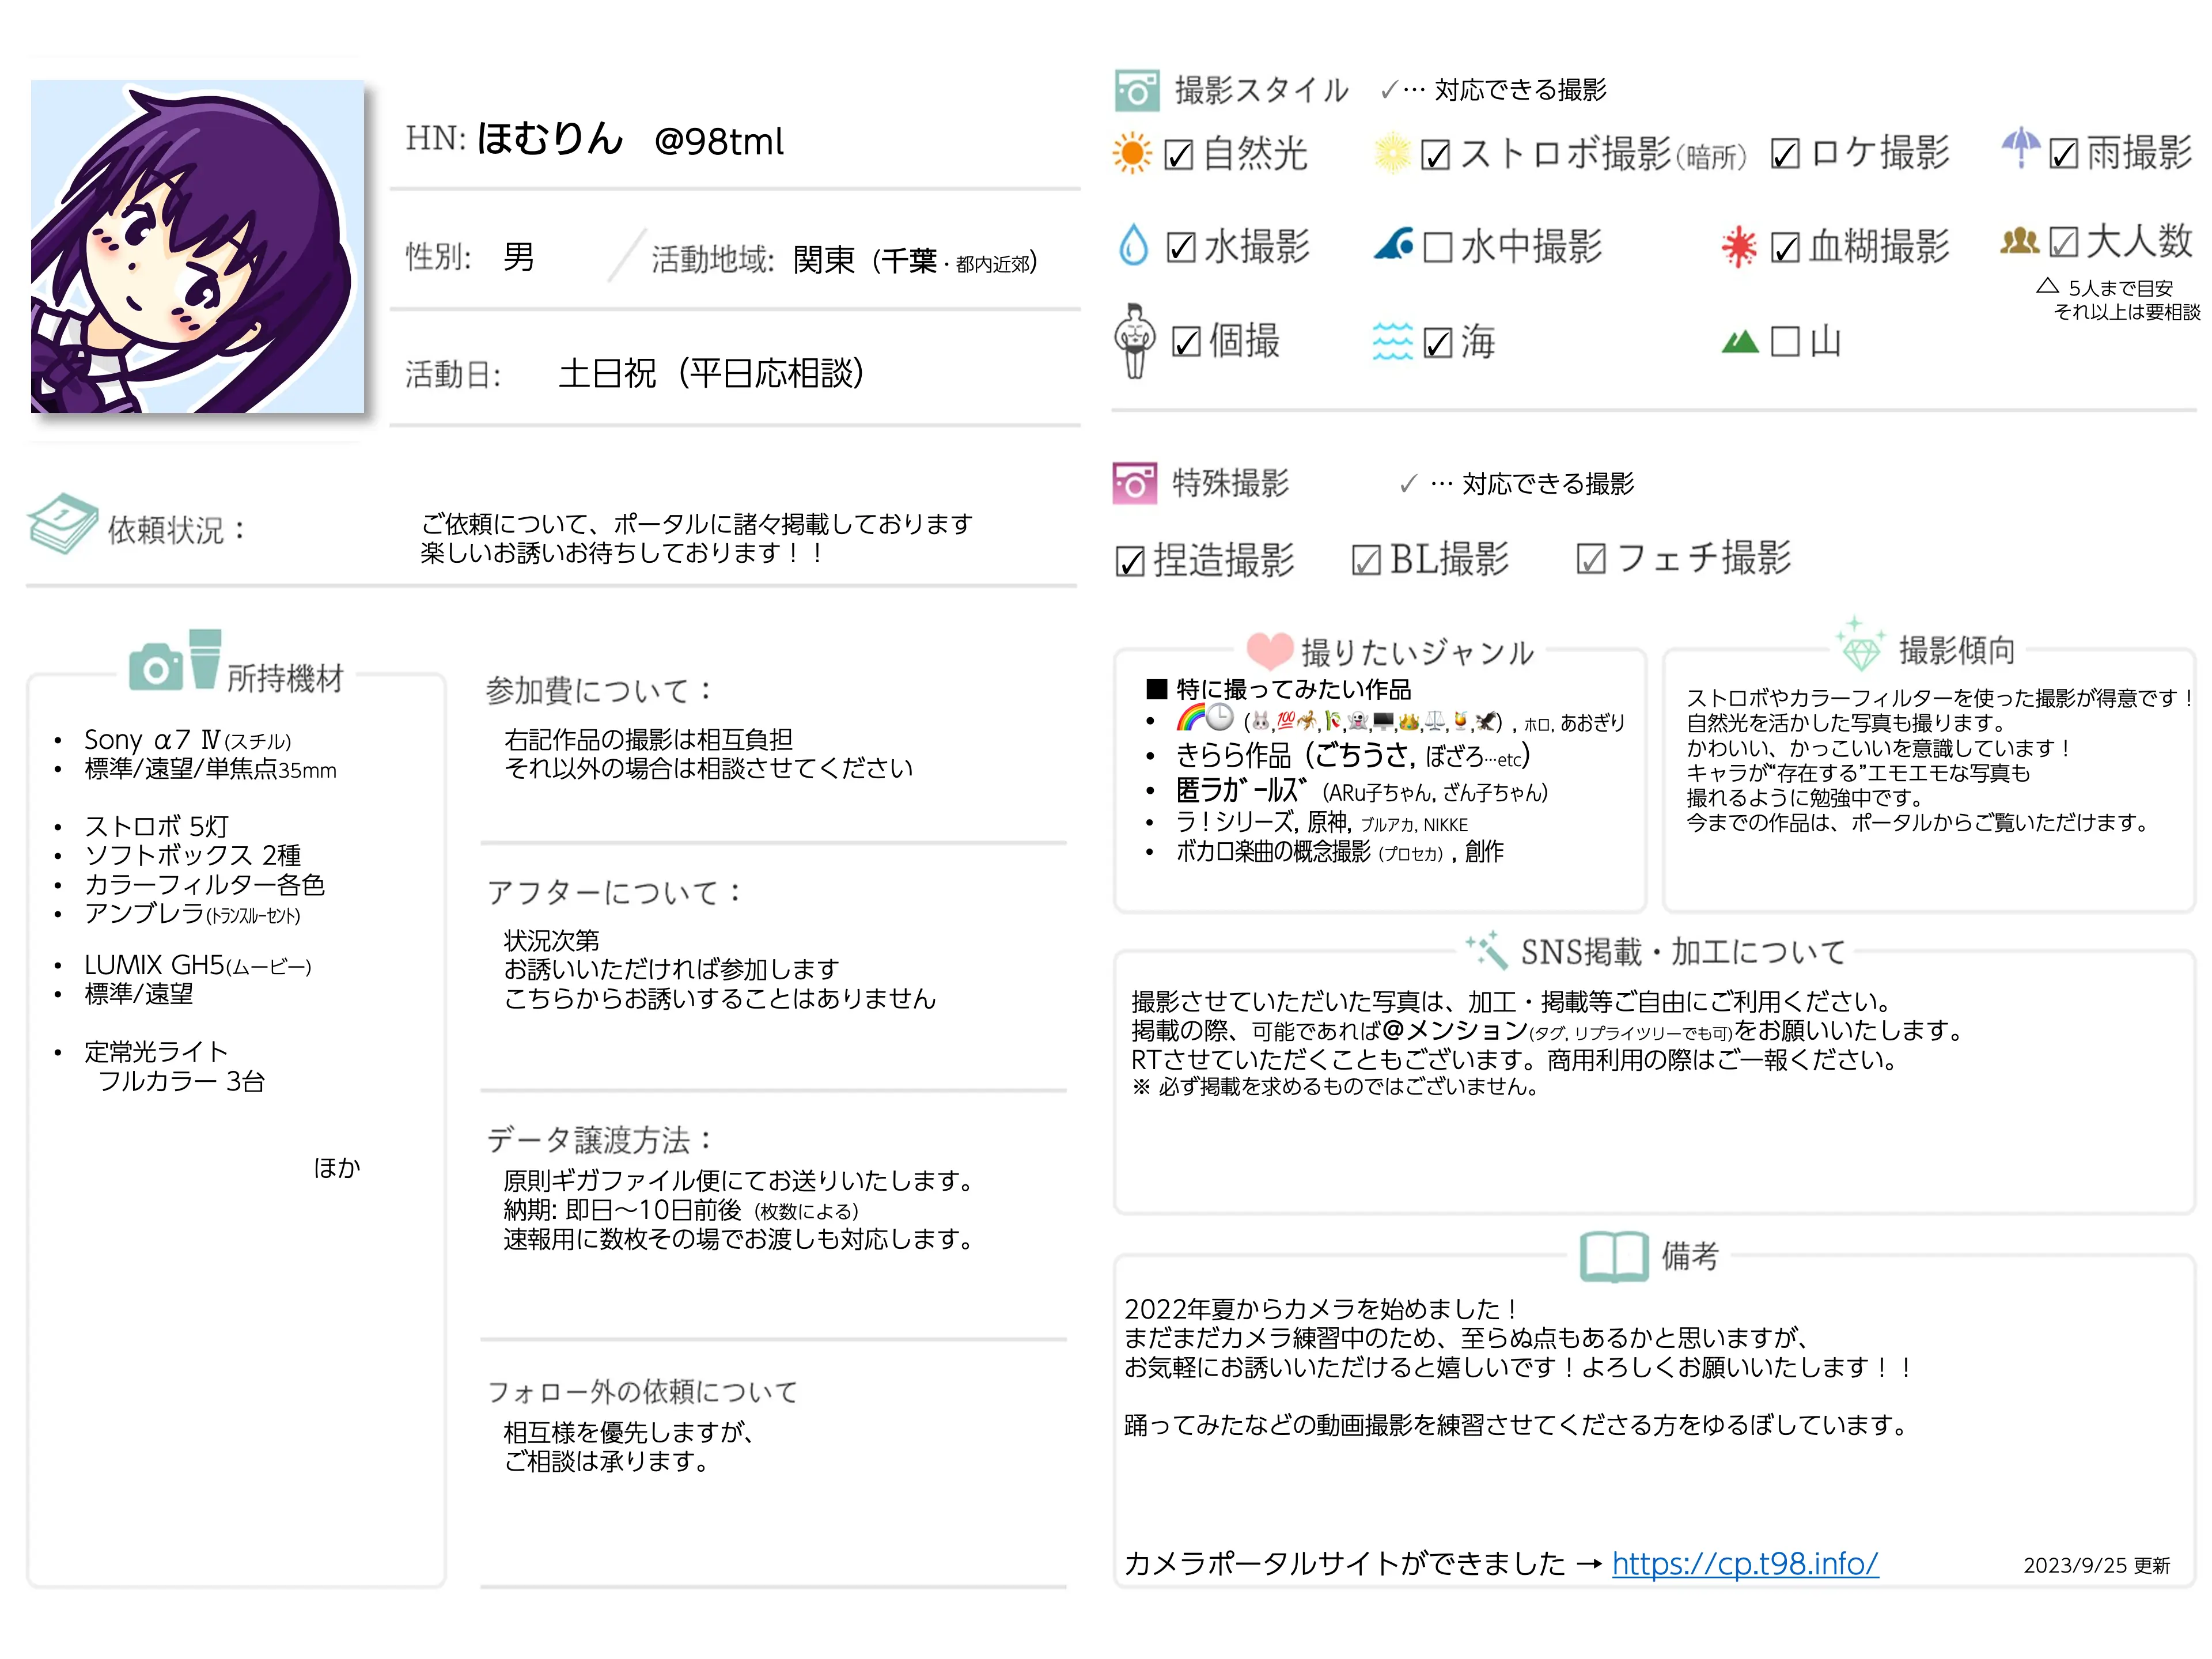 HN: ほむりん @98tml
性別: 男 / 活動地域: 関東（千葉・都内近郊）
活動日: 土日祝（平日応相談）
依頼状況：
ご依頼について、ポータルに諸々掲載しております
楽しいお誘いお待ちしております！！
所持機材
• Sony α7 Ⅳ(スチル)
• 標準/遠望/単焦点35mm
• ストロボ 5灯
• ソフトボックス 2種
• カラーフィルター各色
• アンブレラ(ﾄﾗﾝｽﾙｰｾﾝﾄ)
• LUMIX GH5(ムービー)
• 標準/遠望
• 定常光ライト
フルカラー 3台
ほか
参加費について：
右記作品の撮影は相互負担
それ以外の場合は相談させてください
アフターについて：
状況次第
お誘いいただければ参加します
こちらからお誘いすることはありません
データ譲渡方法：
原則ギガファイル便にてお送りいたします。
納期: 即日～10日前後（枚数による）
速報用に数枚その場でお渡しも対応します。
フォロー外の依頼について
相互様を優先しますが、
ご相談は承ります。
撮影スタイル ✓… 対応できる撮影
☑自然光 ☑ストロボ撮影（暗所） ☑ロケ撮影 ☑雨撮影
☑水撮影 ☐水中撮影 ☑血糊撮影 ☑大人数
△ 5人まで目安
それ以上は要相談
☑個撮 ☑海 ☐山
特殊撮影 ✓… 対応できる撮影
☑捏造撮影 ☑BL撮影 ☑フェチ撮影
撮りたいジャンル
■ 特に撮ってみたい作品
• 🌈🕒（🐰,💯🦂,🎋,👻,🖥,👑,⚖,🍹,🦅）, ホロ, あおぎり
• きらら作品（ごちうさ, ぼざろ…etc）
• 匿ラｶﾞｰﾙｽﾞ（ARu子ちゃん, ざん子ちゃん）
• ラ！シリーズ, 原神, ブルアカ, NIKKE
• ボカロ楽曲の概念撮影（プロセカ）, 創作
撮影傾向
ストロボやカラーフィルターを使った撮影が得意です！
自然光を活かした写真も撮ります。
かわいい、かっこいいを意識しています！
キャラが“存在する”エモエモな写真も
撮れるように勉強中です。
今までの作品は、ポータルからご覧いただけます。
SNS掲載・加工について
撮影させていただいた写真は、加工・掲載等ご自由にご利用ください。
掲載の際、可能であれば@メンション(タグ, リプライツリーでも可)をお願いいたします。
RTさせていただくこともございます。商用利用の際はご一報ください。
※ 必ず掲載を求めるものではございません。
備考
2022年夏からカメラを始めました！
まだまだカメラ練習中のため、至らぬ点もあるかと思いますが、
お気軽にお誘いいただけると嬉しいです！よろしくお願いいたします！！
踊ってみたなどの動画撮影を練習させてくださる方をゆるぼしています。
カメラポータルサイトができました → https://cp.t98.info/
2023/9/25 更新